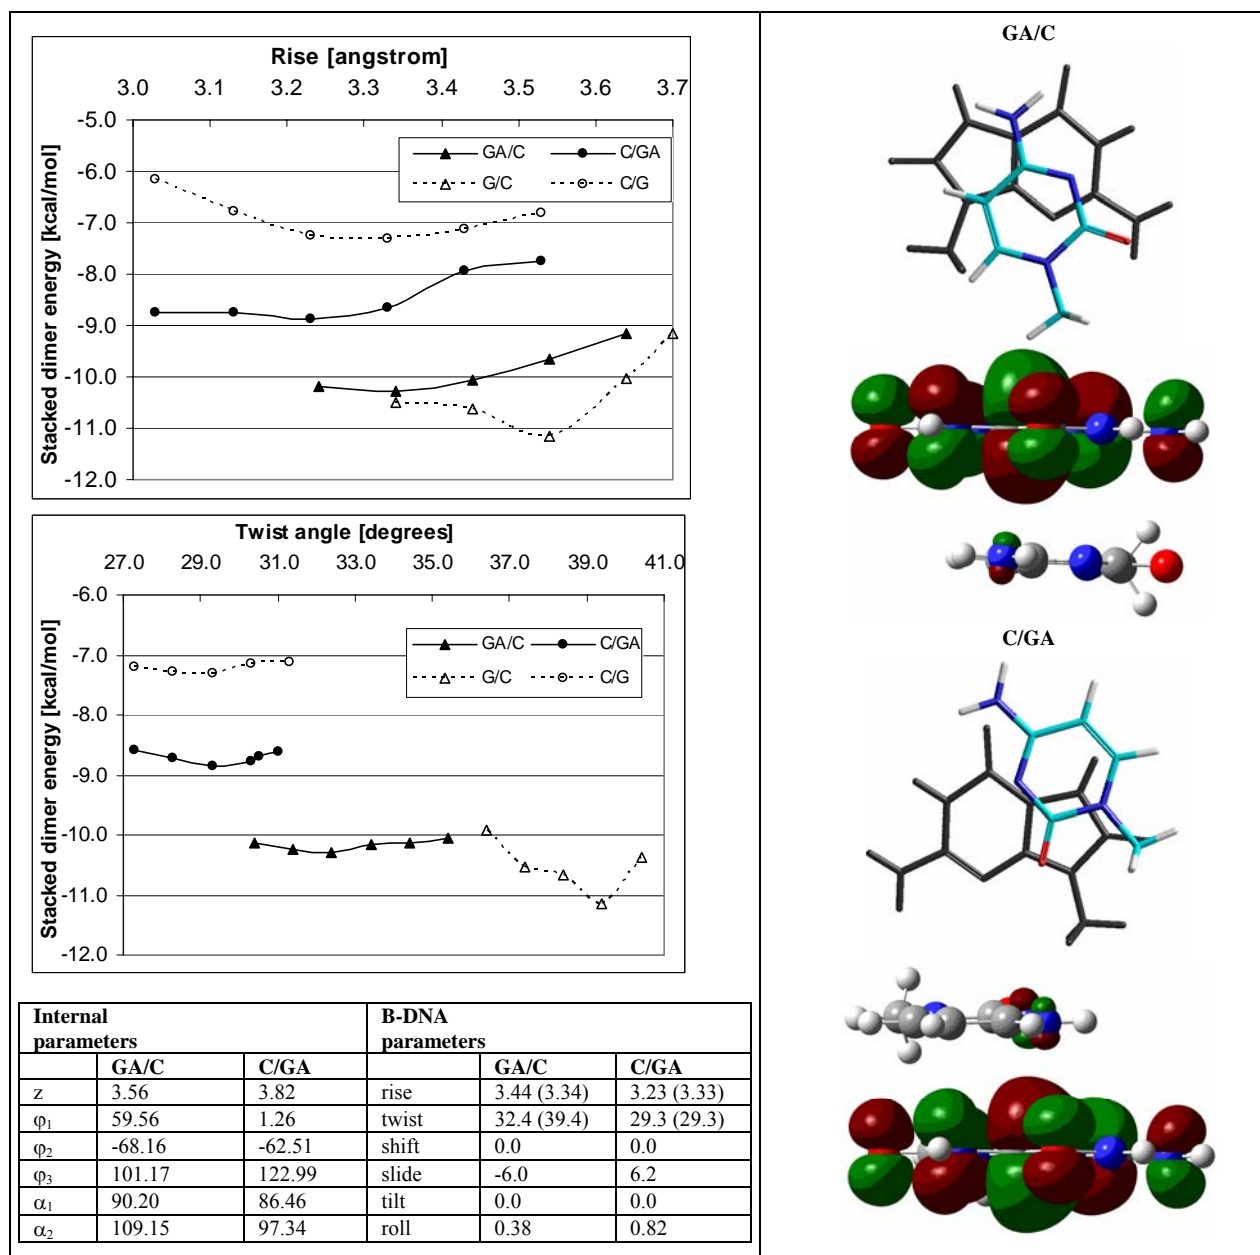 Rise [angstrom]
3.0 3.1 3.2 3.3 3.4 3.5 3.6 3.7
Stacked dimer energy [kcal/mol]
-5.0
-6.0
-7.0
-8.0
-9.0
-10.0
-11.0
-12.0
GA/C C/GA
G/C C/G
Twist angle [degrees]
27.0 29.0 31.0 33.0 35.0 37.0 39.0 41.0
Stacked dimer energy [kcal/mol]
-6.0
-7.0
-8.0
-9.0
-10.0
-11.0
-12.0
GA/C C/GA
G/C C/G
Internal parameters B-DNA parameters
GA/C C/GA GA/C C/GA
z 3.56 3.82 rise 3.44 (3.34) 3.23 (3.33)
φ1 59.56 1.26 twist 32.4 (39.4) 29.3 (29.3)
φ2 -68.16 -62.51 shift 0.0 0.0
φ3 101.17 122.99 slide -6.0 6.2
α1 90.20 86.46 tilt 0.0 0.0
α2 109.15 97.34 roll 0.38 0.82
GA/C
C/GA